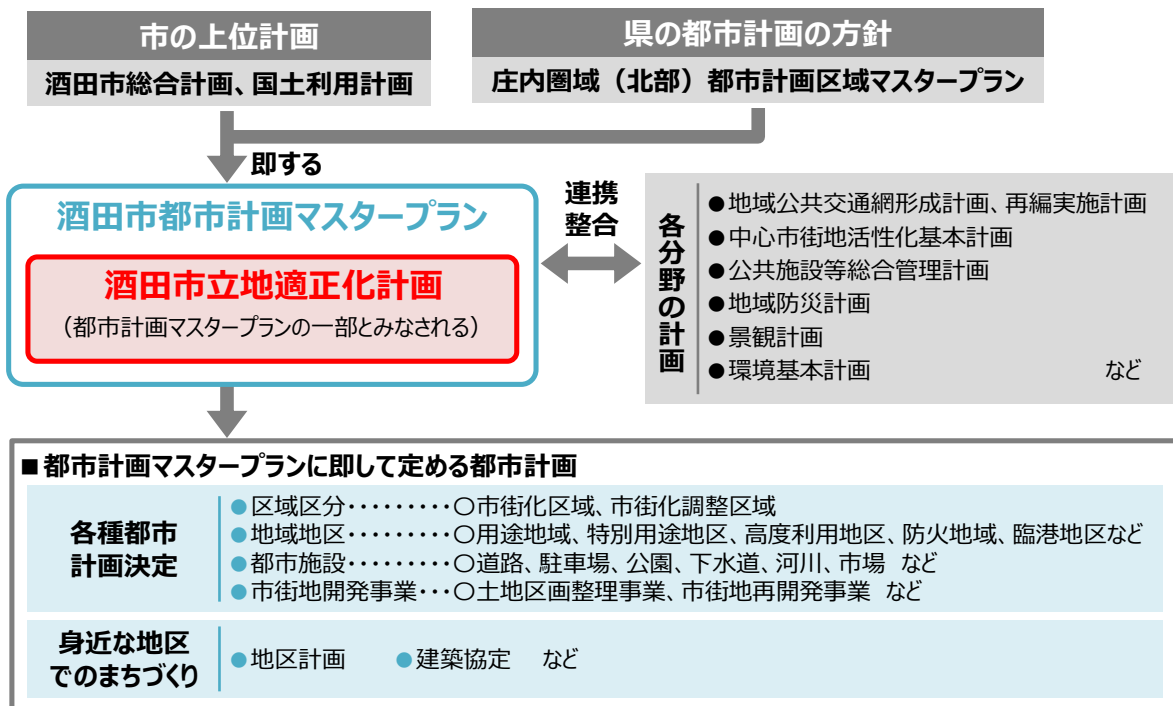 市の上位計画
酒田市総合計画、国土利用計画
県の都市計画の方針
庄内圏域（北部）都市計画区域マスタープラン
即する
酒田市都市計画マスタープラン
酒田市立地適正化計画
（都市計画マスタープランの一部とみなされる）
連携
整合
各分野の計画
●地域公共交通網形成計画、再編実施計画
●中心市街地活性化基本計画
●公共施設等総合管理計画
●地域防災計画
●景観計画
●環境基本計画 など
■都市計画マスタープランに即して定める都市計画
各種都市
計画決定
●区域区分・・・・・・・・・〇市街化区域、市街化調整区域
●地域地区・・・・・・・・・〇用途地域、特別用途地区、高度利用地区、防火地域、臨港地区など
●都市施設・・・・・・・・・〇道路、駐車場、公園、下水道、河川、市場 など
●市街地開発事業・・・〇土地区画整理事業、市街地再開発事業 など
身近な地区
でのまちづくり
●地区計画 ●建築協定 など